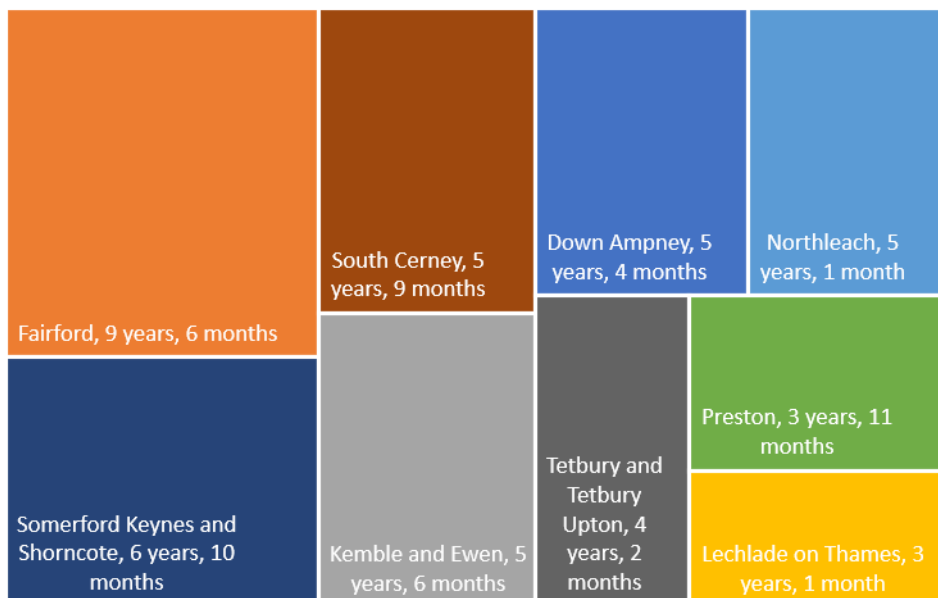 Fairford, 9 years, 6 months
Somerford Keynes and
Shorncote, 6 years, 10
months
South Cerney, 5
years, 9 months
Kemble and Ewen, 5
years, 6 months
Down Ampney, 5
years, 4 months
Northleach, 5
years, 1 month
Tetbury and
Tetbury
Upton, 4
years, 2
months
Preston, 3 years, 11
months
Lechlade on Thames, 3
years, 1 month